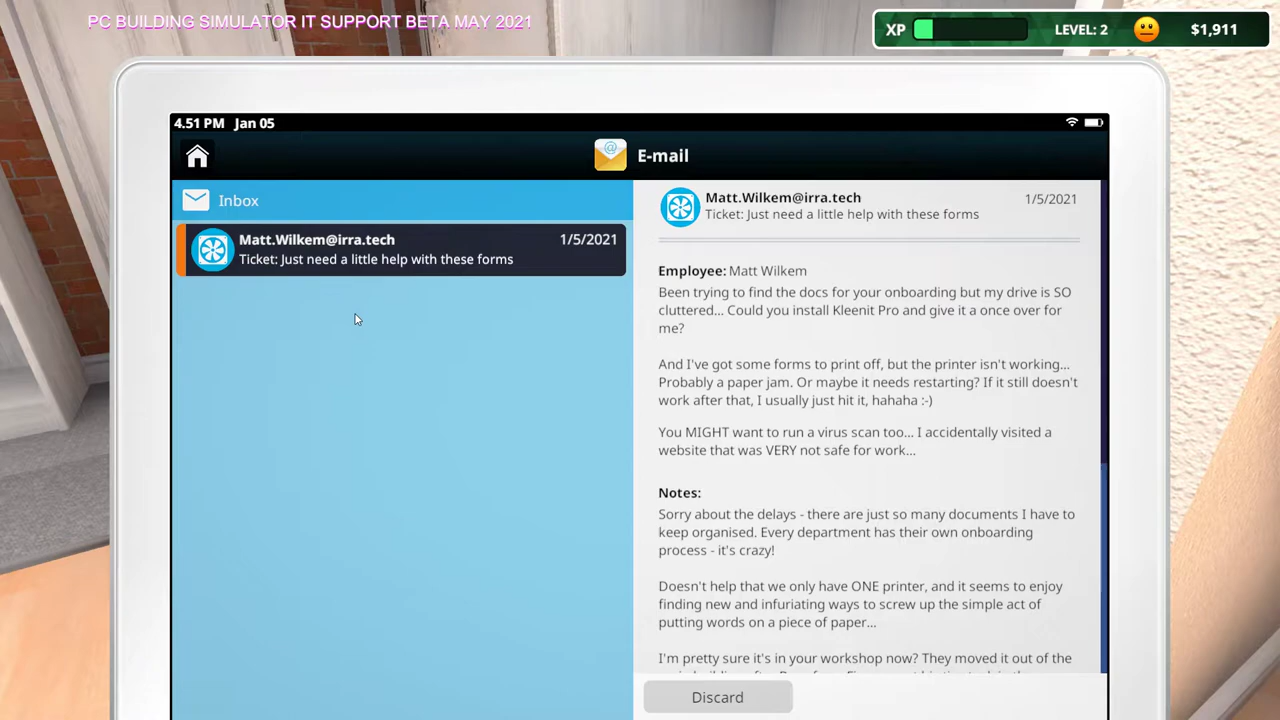 PC BUILDING SIMULATOR IT SUPPORT BETA MAY 2021
XP LEVEL: 2 $1,911
4.51 PM Jan 05
E-mail
Inbox
Matt.Wilkem@irra.tech 1/5/2021
Ticket: Just need a little help with these forms
Matt.Wilkem@irra.tech 1/5/2021
Ticket: Just need a little help with these forms
Employee: Matt Wilkem
Been trying to find the docs for your onboarding but my drive is SO
cluttered... Could you install Kleenit Pro and give it a once over for
me?
And I've got some forms to print off, but the printer isn't working...
Probably a paper jam. Or maybe it needs restarting? If it still doesn't
work after that, I usually just hit it, hahaha :-)
You MIGHT want to run a virus scan too... I accidentally visited a
website that was VERY not safe for work...
Notes:
Sorry about the delays - there are just so many documents I have to
keep organised. Every department has their own onboarding
process - it's crazy!
Doesn't help that we only have ONE printer, and it seems to enjoy
finding new and infuriating ways to screw up the simple act of
putting words on a piece of paper...
I'm pretty sure it's in your workshop now? They moved it out of the
Discard